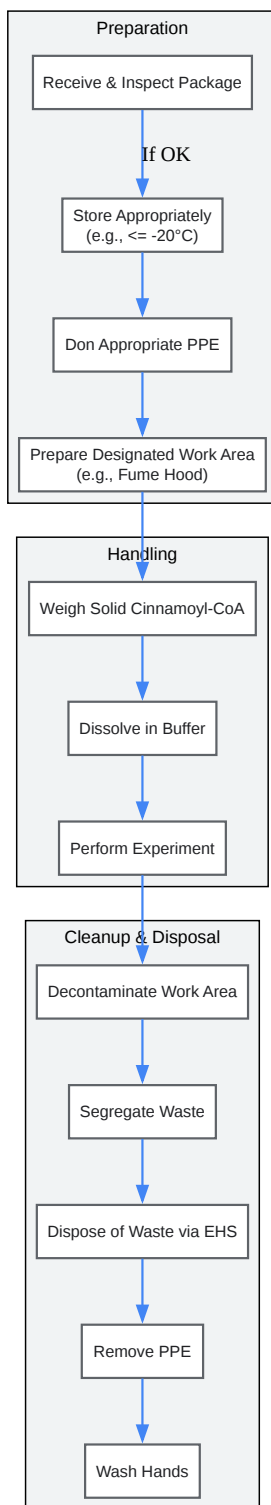 Preparation
Receive & Inspect Package
If OK
Store Appropriately
(e.g., <= -20°C)
Don Appropriate PPE
Prepare Designated Work Area
(e.g., Fume Hood)
Handling
Weigh Solid Cinnamoyl-CoA
Dissolve in Buffer
Perform Experiment
Cleanup & Disposal
Decontaminate Work Area
Segregate Waste
Dispose of Waste via EHS
Remove PPE
Wash Hands